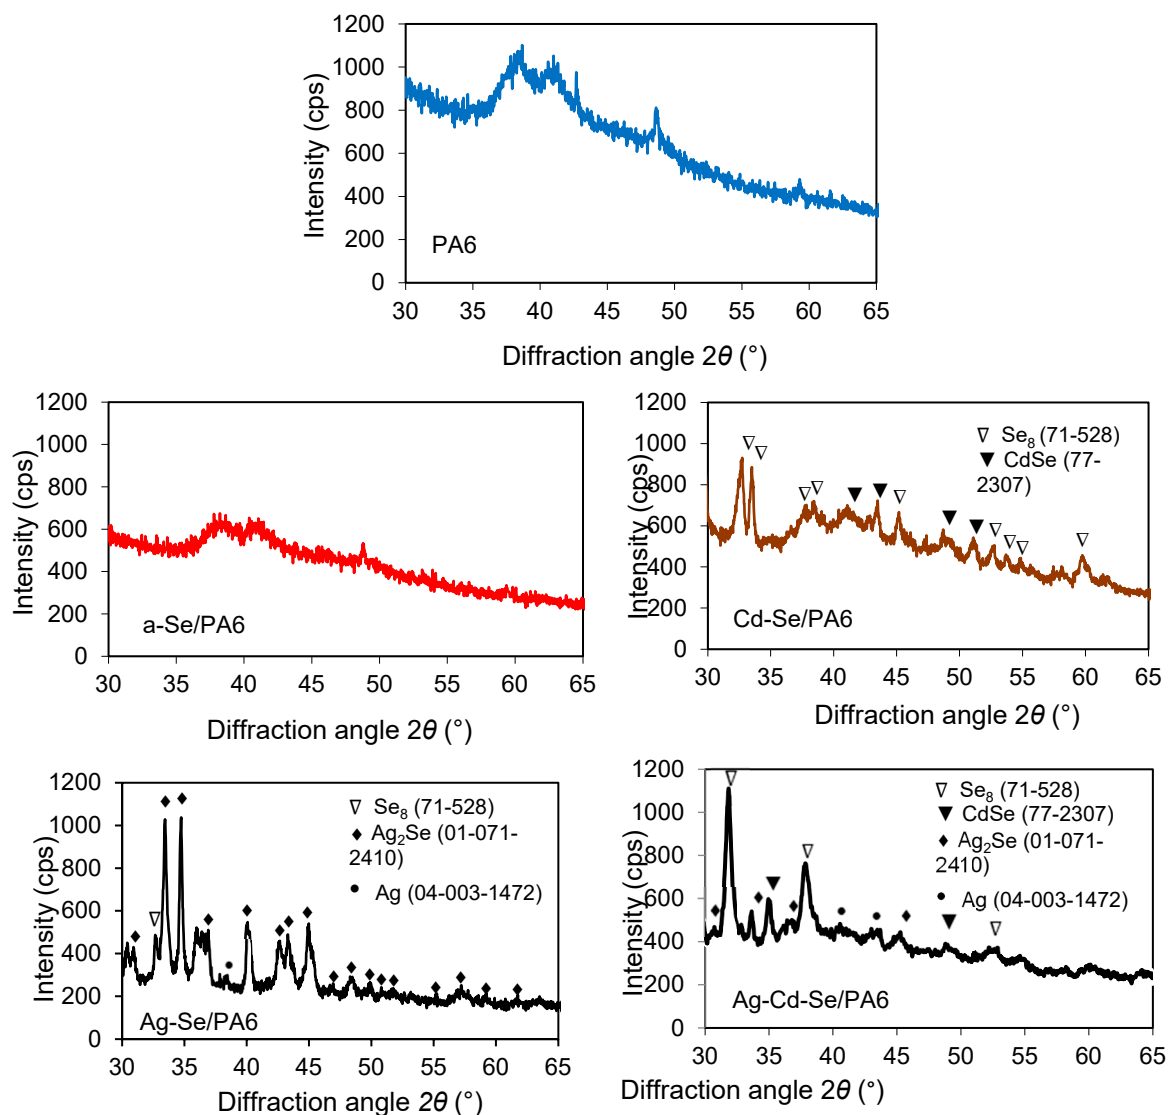 1200
1000
800
600
400
200
0
Intensity (cps)
PA6
30 35 40 45 50 55 60 65
Diffraction angle 2θ (°)
1200
1000
800
600
400
200
0
Intensity (cps)
a-Se/PA6
30 35 40 45 50 55 60 65
Diffraction angle 2θ (°)
1200
1000
800
600
400
200
0
Intensity (cps)
Se₈ (71-528)
CdSe (77-
2307)
Cd-Se/PA6
30 35 40 45 50 55 60 65
Diffraction angle 2θ (°)
1200
1000
800
600
400
200
0
Intensity (cps)
Se₈ (71-528)
Ag₂Se (01-071-
2410)
Ag (04-003-1472)
Ag-Se/PA6
30 35 40 45 50 55 60 65
Diffraction angle 2θ (°)
1200
1000
800
600
400
200
0
Intensity (cps)
Se₈ (71-528)
CdSe (77-2307)
Ag₂Se (01-071-
2410)
Ag (04-003-1472)
Ag-Cd-Se/PA6
30 35 40 45 50 55 60 65
Diffraction angle 2θ (°)